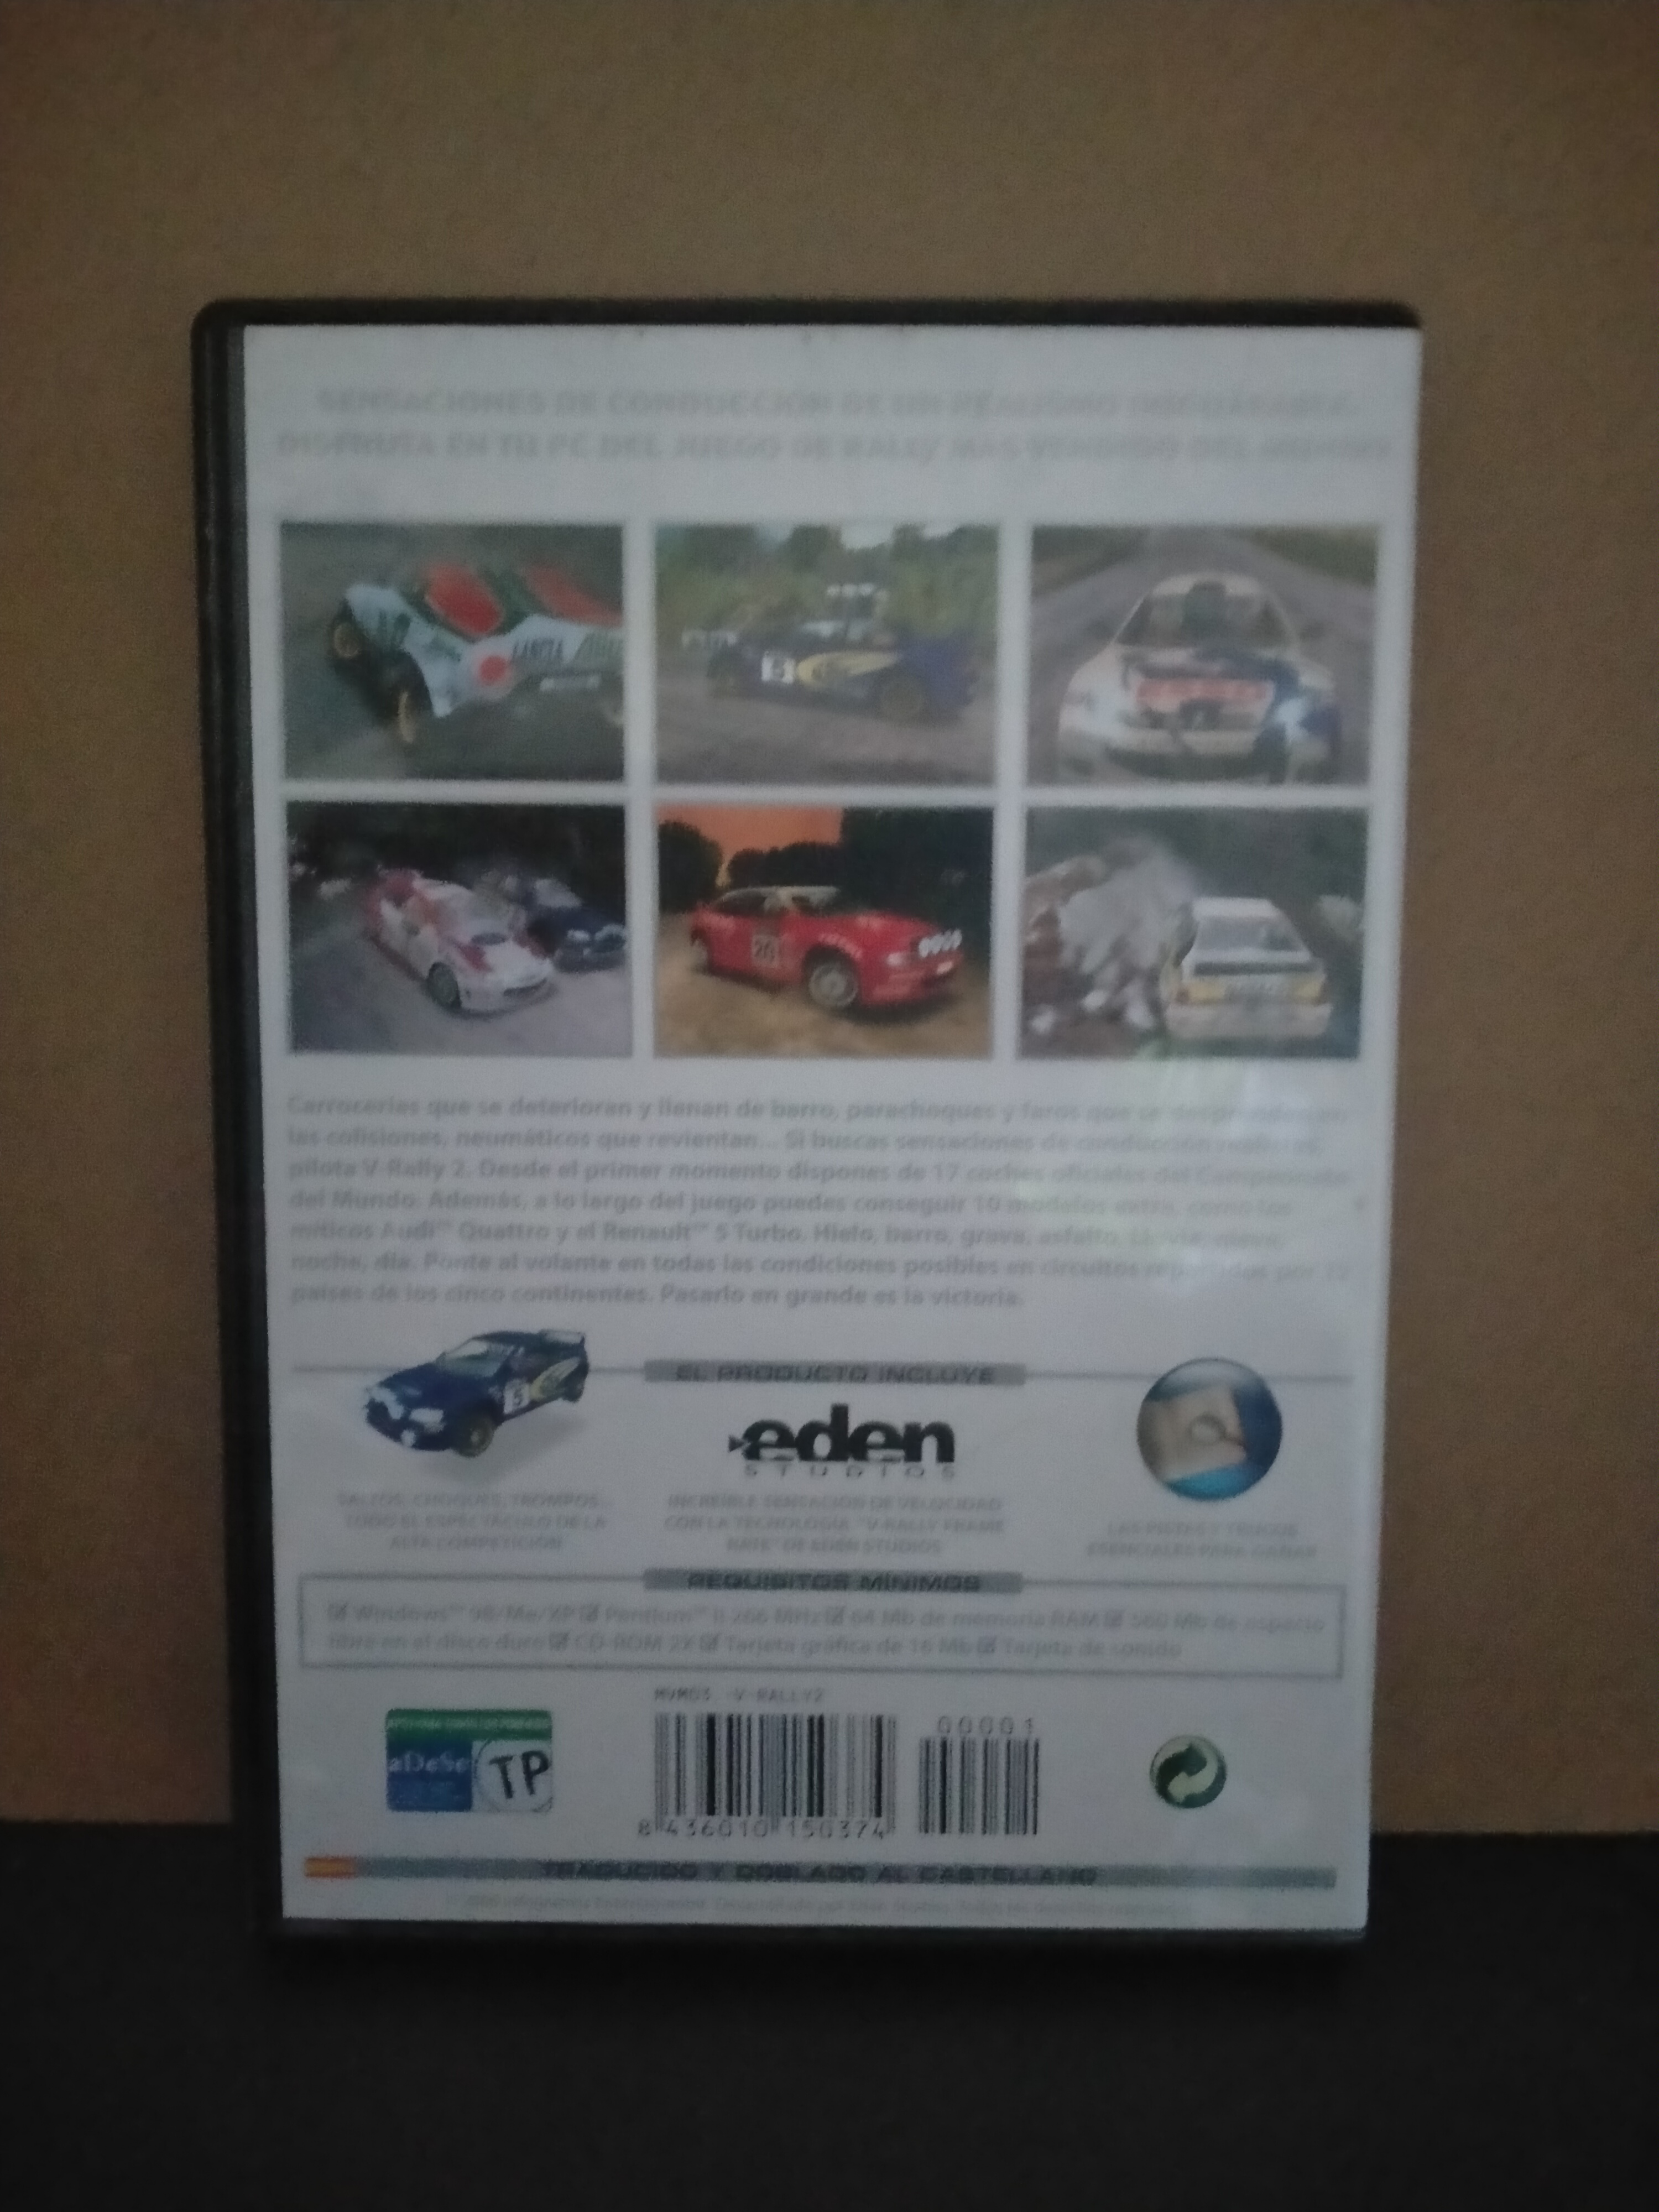 SENSACIONES DE CONDUCCIÓN DE UN REALISMO
DISFRUTA EN TU PC DEL JUEGO DE RALLY MÁS VENDIDO DEL MUNDO
5
20
Carrocerías que se deterioran y llenan de barro, parachoques y faros que se desprenden en
las colisiones, neumáticos que revientan... Si buscas sensaciones de conducción
pilota V-Rally 2. Desde el primer momento dispones de 17 coches oficiales del Campeonato
del Mundo. Además, a lo largo del juego puedes conseguir 10 modelos extra, como los
míticos Audi™ Quattro y el Renault™ 5 Turbo. Hielo, barro, grava, asfalto, lluvia, nieve,
noche, día. Ponte al volante en todas las condiciones posibles en circuitos repartidos por 12
países de los cinco continentes. Pasarlo en grande es la victoria.
EL PRODUCTO INCLUYE
5
eden
STUDIOS
SALTOS, CHOQUES, TROMPOS...
TODO EL ESPECTÁCULO DE LA
ALTA COMPETICIÓN
INCREÍBLE SENSACIÓN DE VELOCIDAD
CON LA TECNOLOGÍA "V-RALLY FRAME
RATE" DE EDEN STUDIOS
LAS PISTAS Y TRUCOS
ESENCIALES PARA GANAR
REQUISITOS MÍNIMOS
Windows™ 98/Me/XP Pentium™ II 266 MHz 64 Mb de memoria RAM 560 Mb de espacio
libre en el disco duro CD-ROM 2X Tarjeta gráfica de 16 Mb Tarjeta de sonido
MVM03 V-RALLY2
00001
aDeSe
TP
8 436010 150374
TRADUCIDO Y DOBLADO AL CASTELLANO